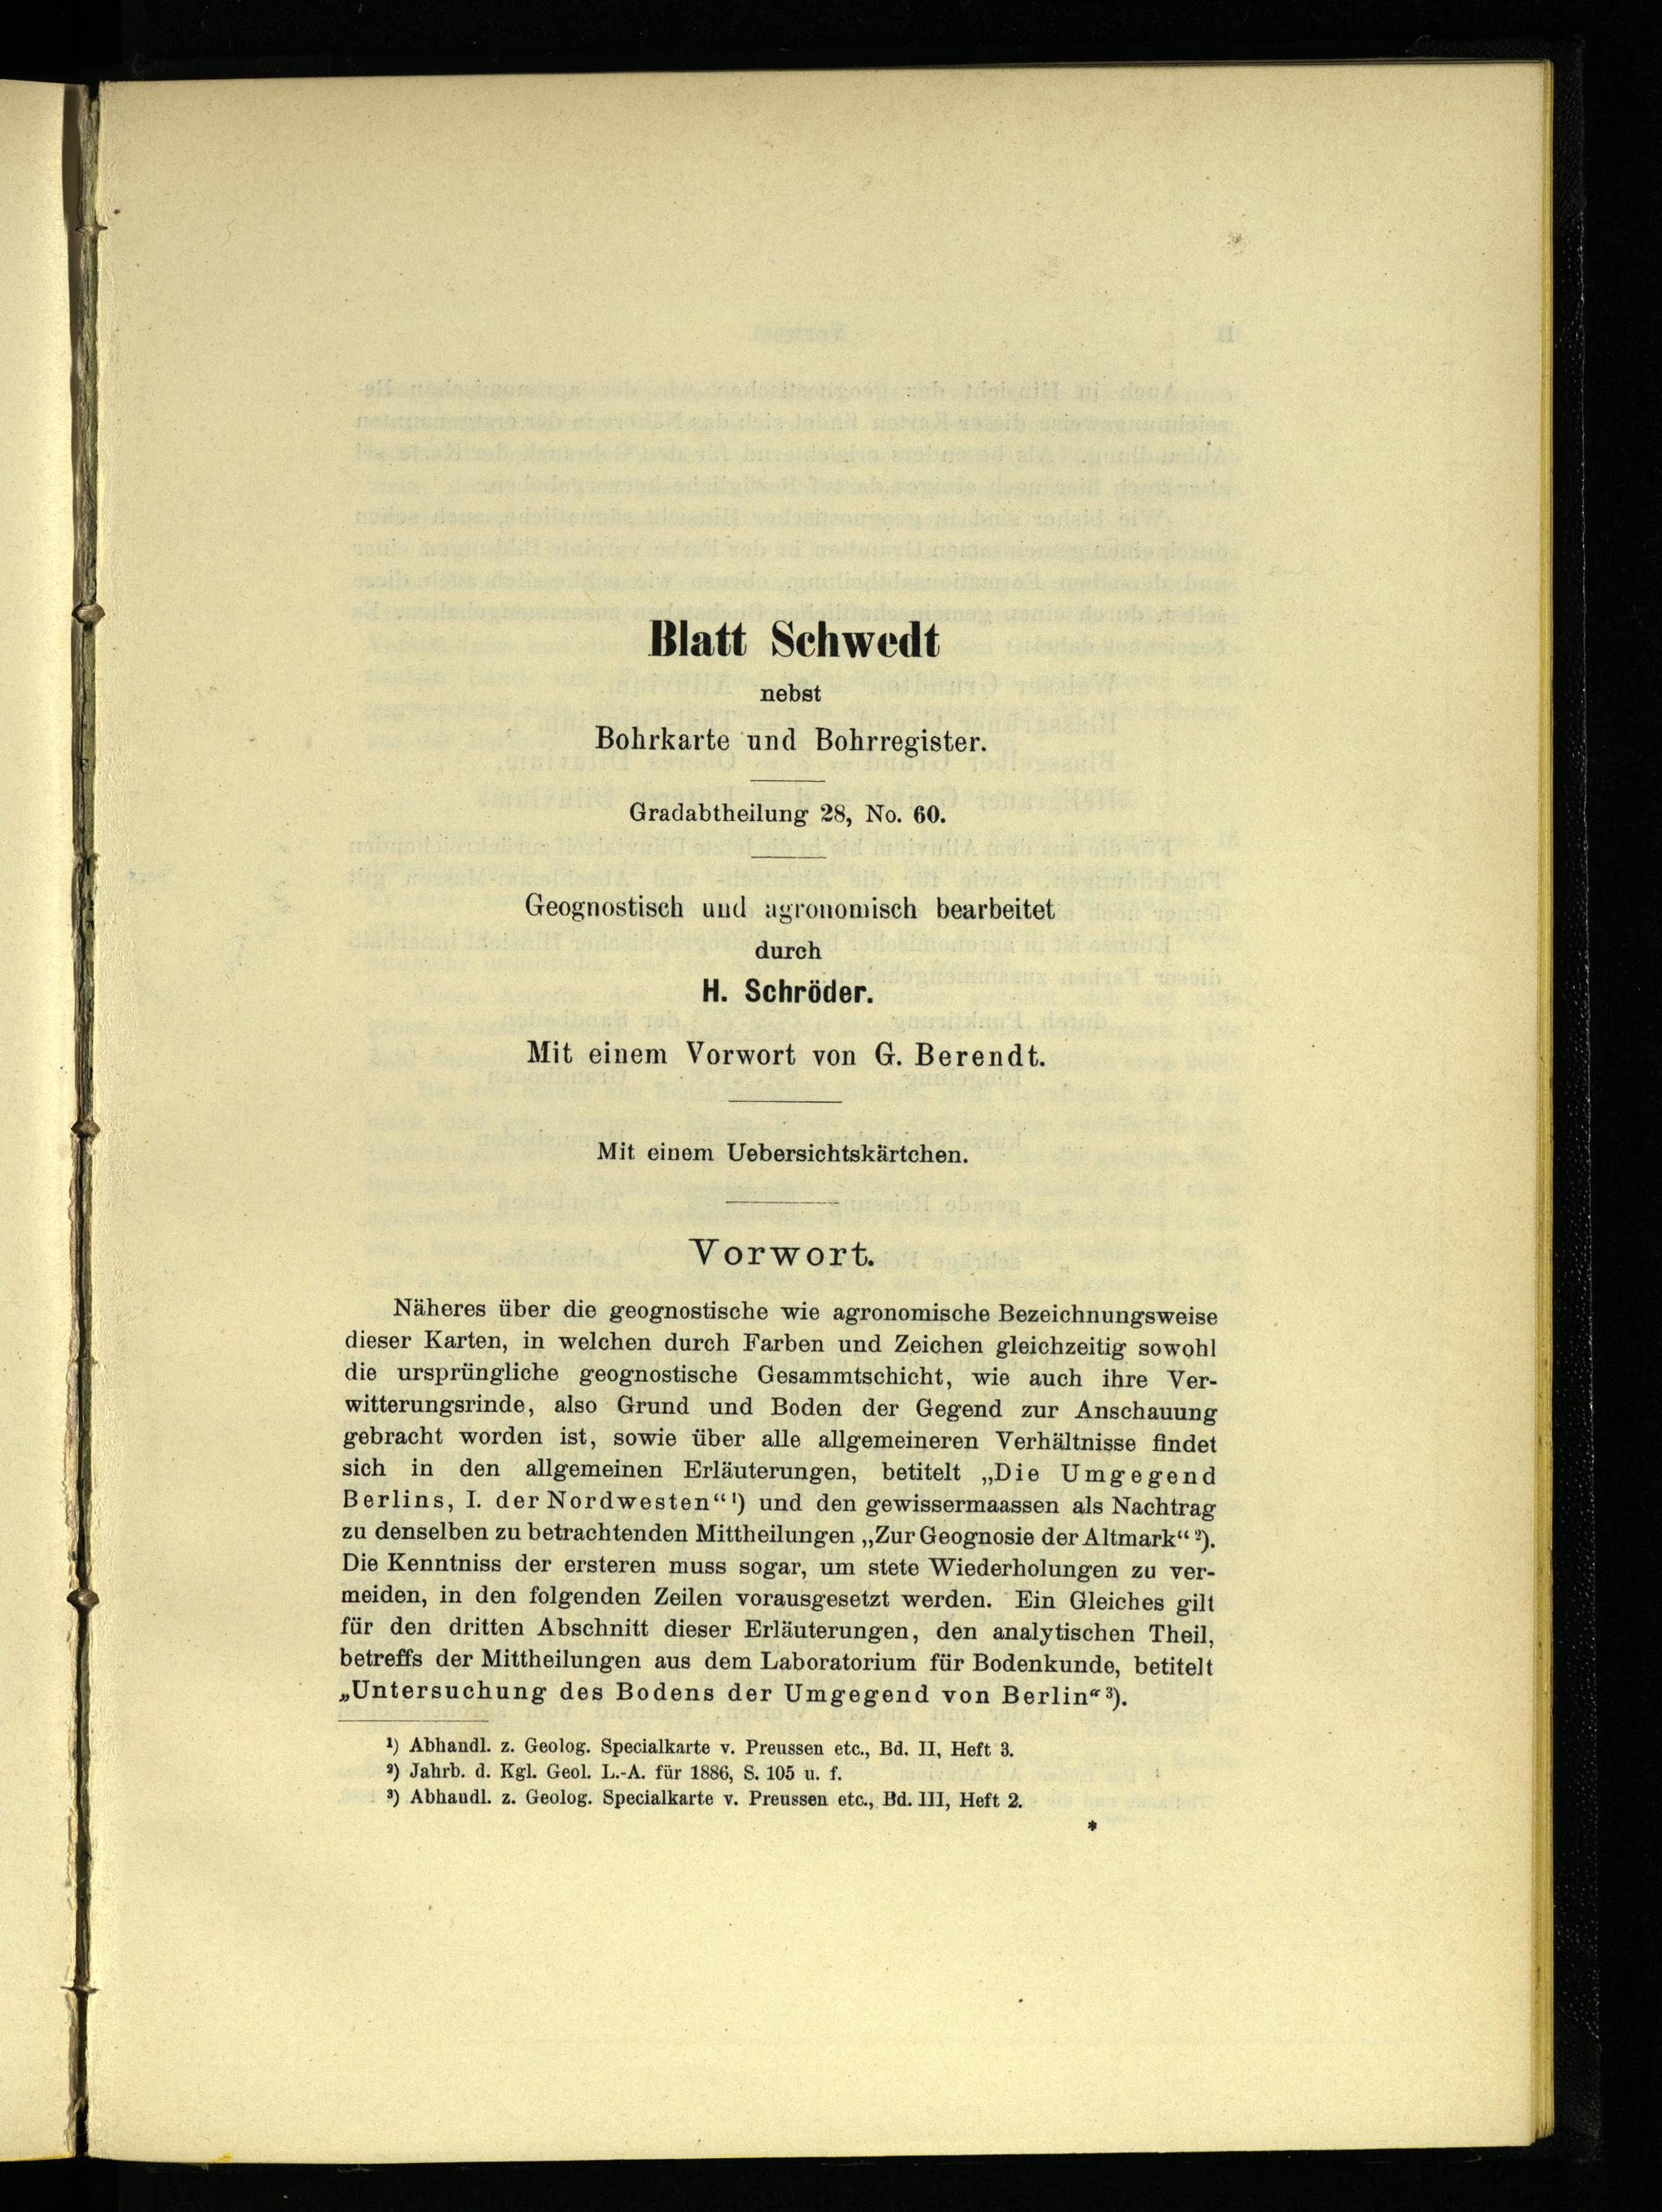 Blatt Schwedt
nebst
Bohrkarte und Bohrregister.
Gradabtheilung 28, No. 60.
Geognostisch und agronomisch bearbeitet
durch
H. Schröder.
Mit einem Vorwort von G. Berendt.
Mit einem Uebersichtskärtchen.
Vorwort.
Näheres über die geognostische wie agronomische Bezeichnungsweise
dieser Karten, in welchen durch Farben und Zeichen gleichzeitig sowohl
die ursprüngliche geognostische Gesammtschicht, wie auch ihre Ver-
witterungsrinde, also Grund und Boden der Gegend zur Anschauung
gebracht worden ist, sowie über alle allgemeineren Verhältnisse findet
sich in den allgemeinen Erläuterungen, betitelt „Die Umgegend
Berlins, I. der Nordwesten“ ¹) und den gewissermaassen als Nachtrag
zu denselben zu betrachtenden Mittheilungen „Zur Geognosie der Altmark“ ²).
Die Kenntniss der ersteren muss sogar, um stete Wiederholungen zu ver-
meiden, in den folgenden Zeilen vorausgesetzt werden. Ein Gleiches gilt
für den dritten Abschnitt dieser Erläuterungen, den analytischen Theil,
betreffs der Mittheilungen aus dem Laboratorium für Bodenkunde, betitelt
„Untersuchung des Bodens der Umgegend von Berlin“ ³).
¹) Abhandl. z. Geolog. Specialkarte v. Preussen etc., Bd. II, Heft 3.
²) Jahrb. d. Kgl. Geol. L.-A. für 1886, S. 105 u. f.
³) Abhandl. z. Geolog. Specialkarte v. Preussen etc., Bd. III, Heft 2.
*